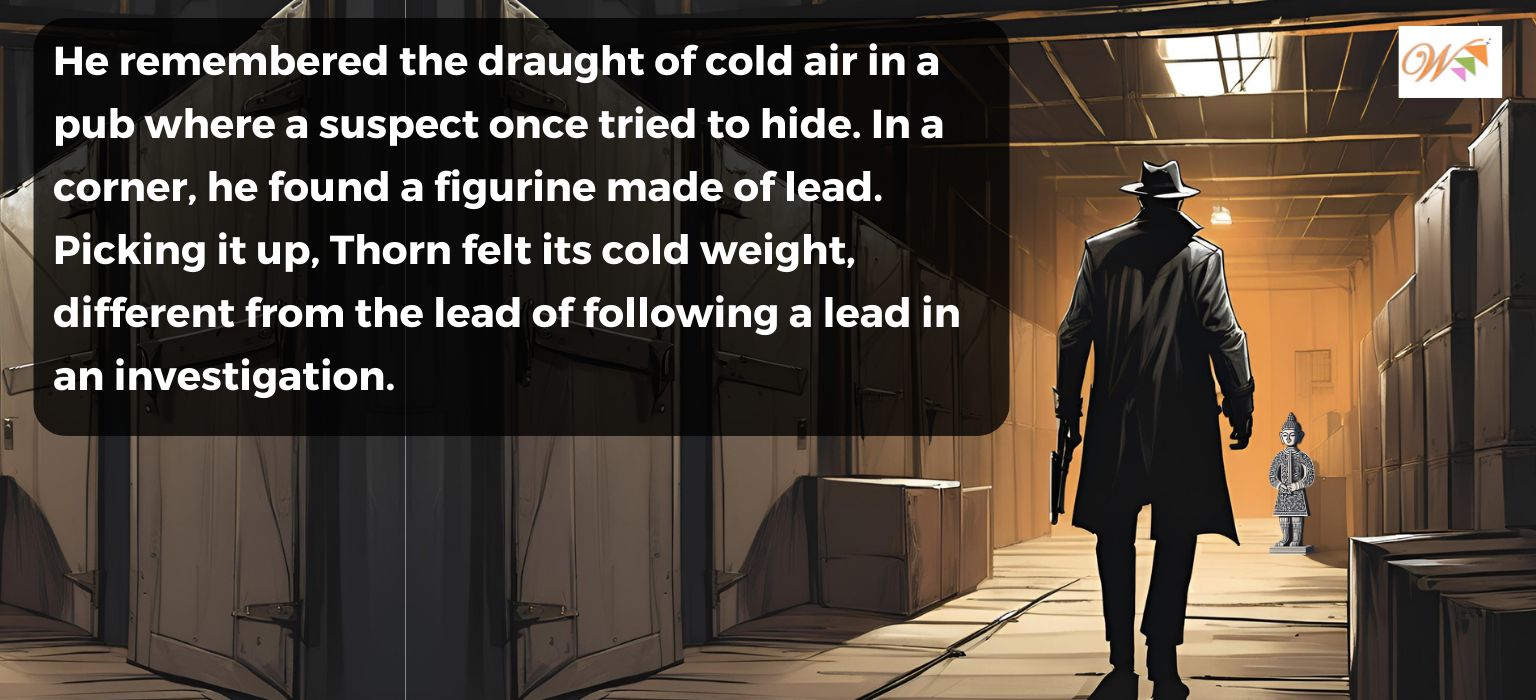 He remembered the draught of cold air in a
pub where a suspect once tried to hide. In a
corner, he found a figurine made of lead.
Picking it up, Thorn felt its cold weight,
different from the lead of following a lead in
an investigation.
W